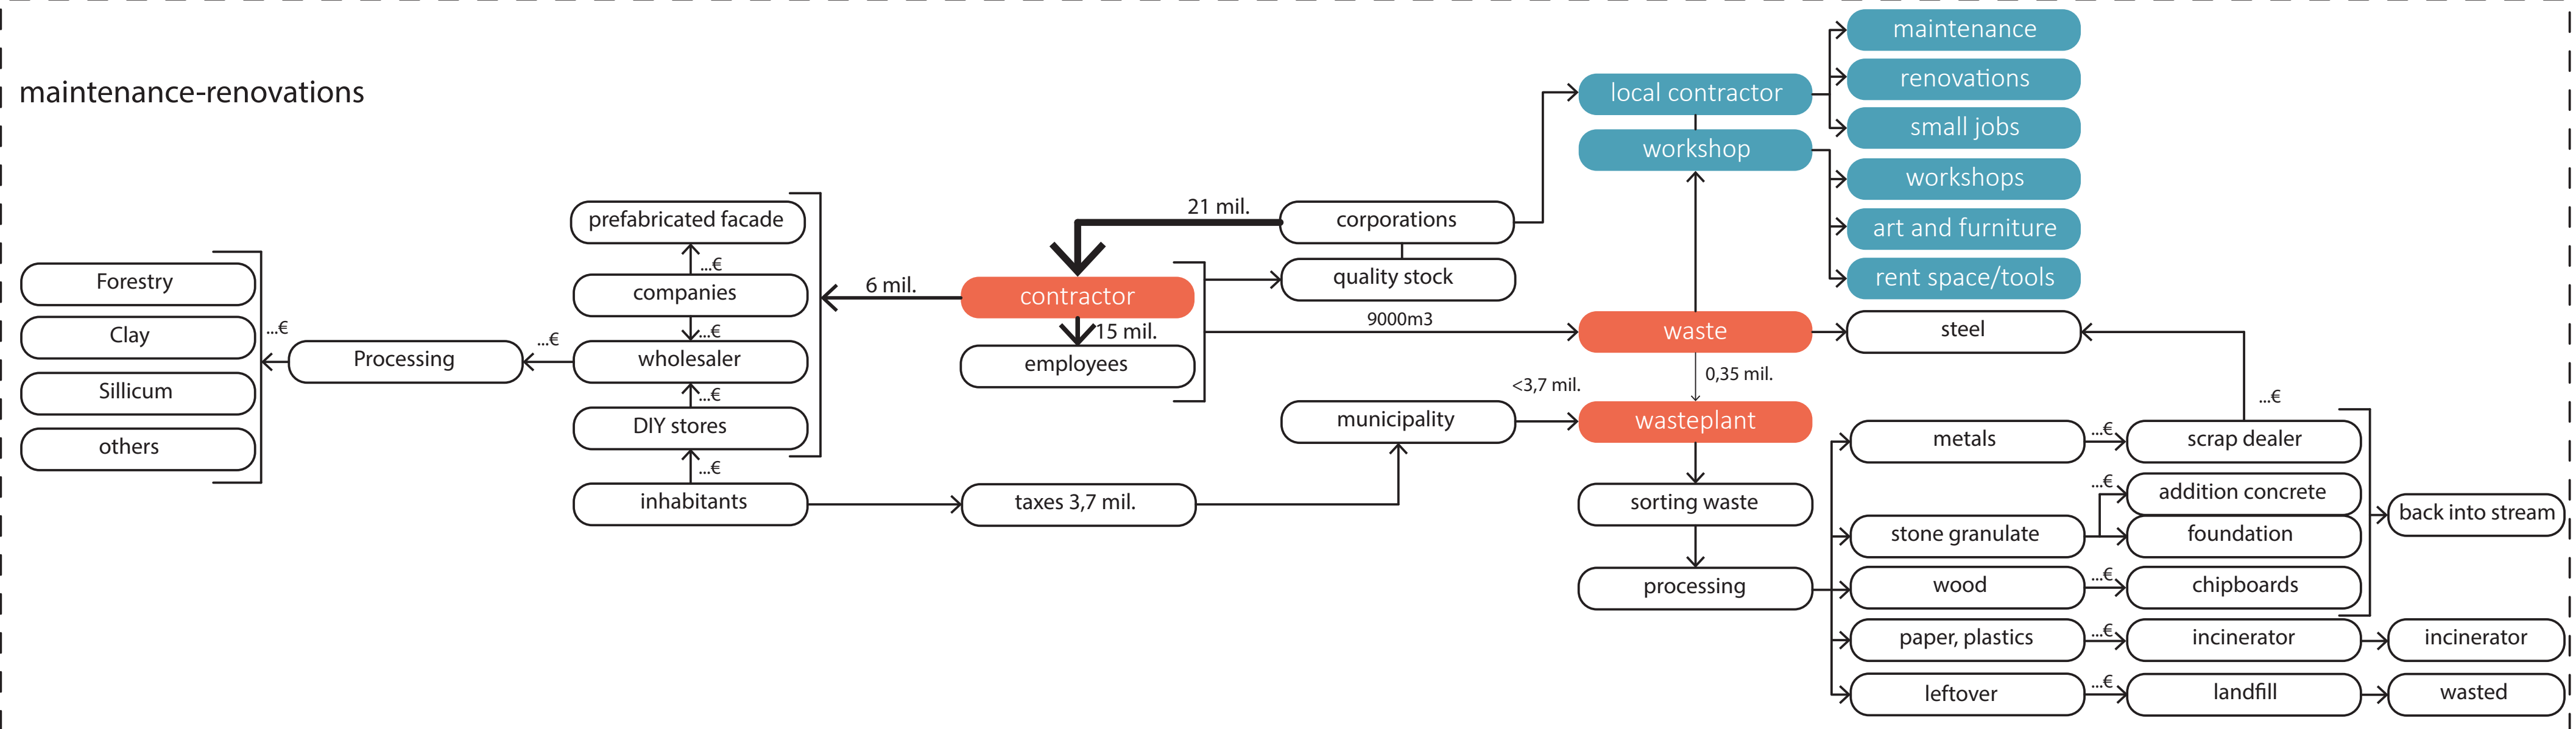 maintenance-renovations
Forestry
Clay
Sillicum
others
...€
Processing
...€
prefabricated facade
...€
companies
...€
wholesaler
...€
DIY stores
...€
inhabitants
6 mil.
contractor
15 mil.
employees
taxes 3,7 mil.
21 mil.
corporations
quality stock
9000m3
municipality
<3,7 mil.
local contractor
workshop
waste
0,35 mil.
wasteplant
sorting waste
processing
maintenance
renovations
small jobs
workshops
art and furniture
rent space/tools
steel
...€
metals
...€
scrap dealer
...€
addition concrete
stone granulate
foundation
wood
...€
chipboards
back into stream
paper, plastics
...€
incinerator
incinerator
leftover
...€
landfill
wasted